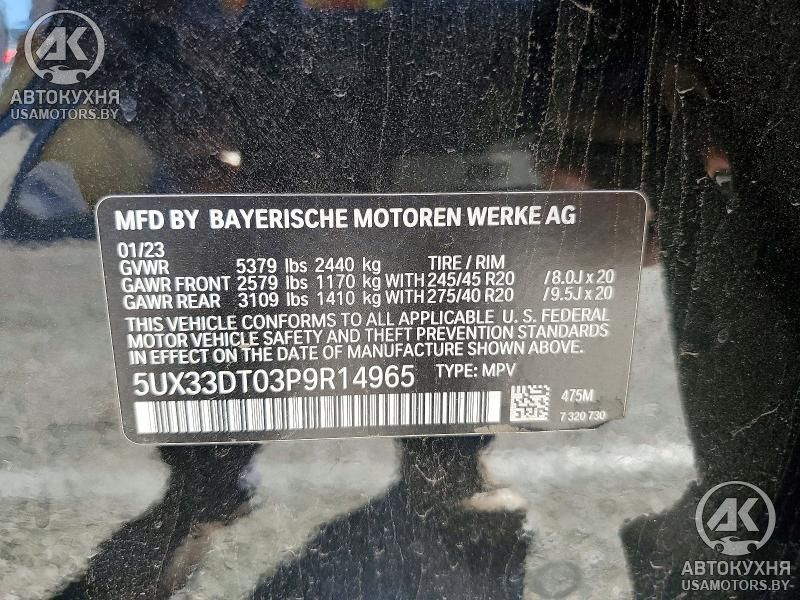 АК
АВТОКУХНЯ
USAMOTORS.BY
MFD BY BAYERISCHE MOTOREN WERKE AG
01/23
GVWR 5379 lbs 2440 kg TIRE / RIM
GAWR FRONT 2579 lbs 1170 kg WITH 245/45 R20 /8.0J x 20
GAWR REAR 3109 lbs 1410 kg WITH 275/40 R20 /9.5J x 20
THIS VEHICLE CONFORMS TO ALL APPLICABLE U. S. FEDERAL
MOTOR VEHICLE SAFETY AND THEFT PREVENTION STANDARDS
IN EFFECT ON THE DATE OF MANUFACTURE SHOWN ABOVE.
5UX33DT03P9R14965 TYPE: MPV
475M
7 320 730
АК
АВТОКУХНЯ
USAMOTORS.BY